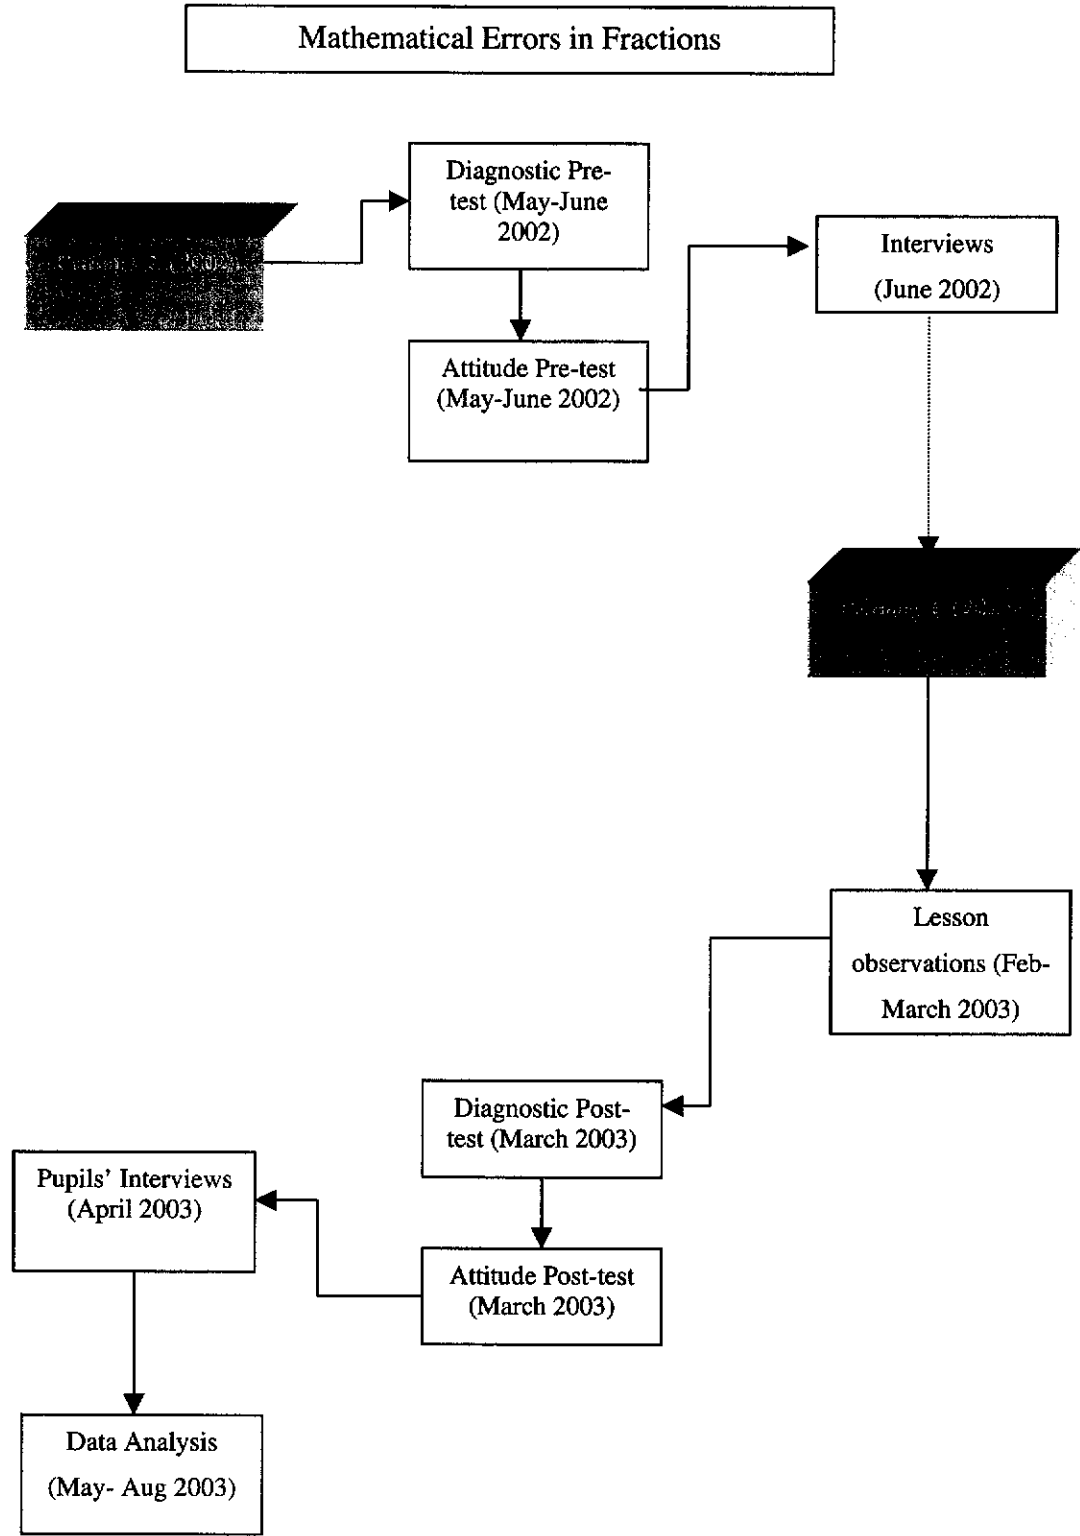 Mathematical Errors in Fractions
Diagnostic Pre-
test (May-June
2002)
Interviews
(June 2002)
Attitude Pre-test
(May-June 2002)
Lesson
observations (Feb-
March 2003)
Diagnostic Post-
test (March 2003)
Pupils' Interviews
(April 2003)
Attitude Post-test
(March 2003)
Data Analysis
(May- Aug 2003)